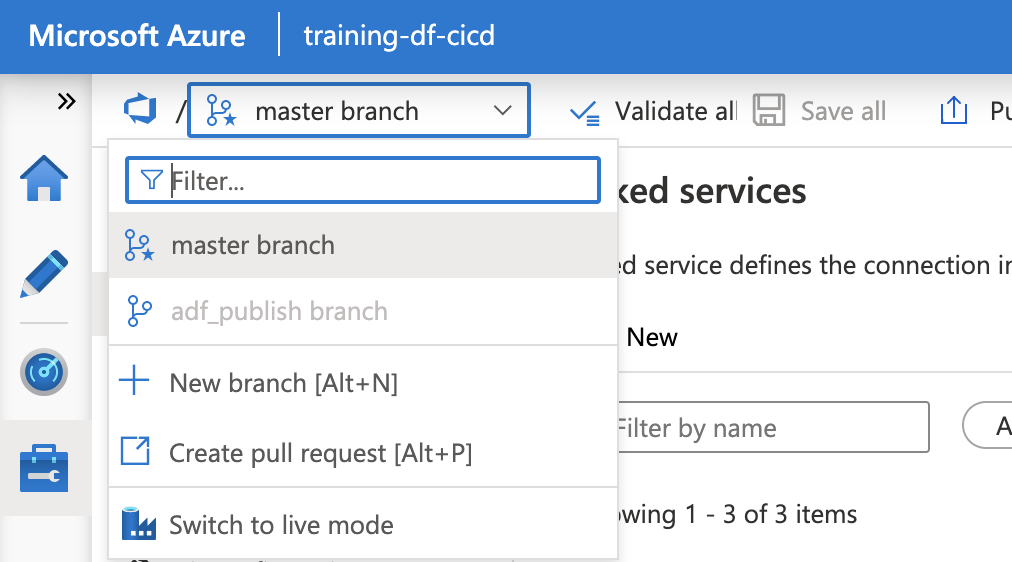 Microsoft Azure training-df-cicd
/ master branch Validate all Save all
Filter...
master branch
adf_publish branch
New branch [Alt+N]
Create pull request [Alt+P]
Switch to live mode
ked services
ed service defines the connection in
New
Filter by name A
owing 1 - 3 of 3 items